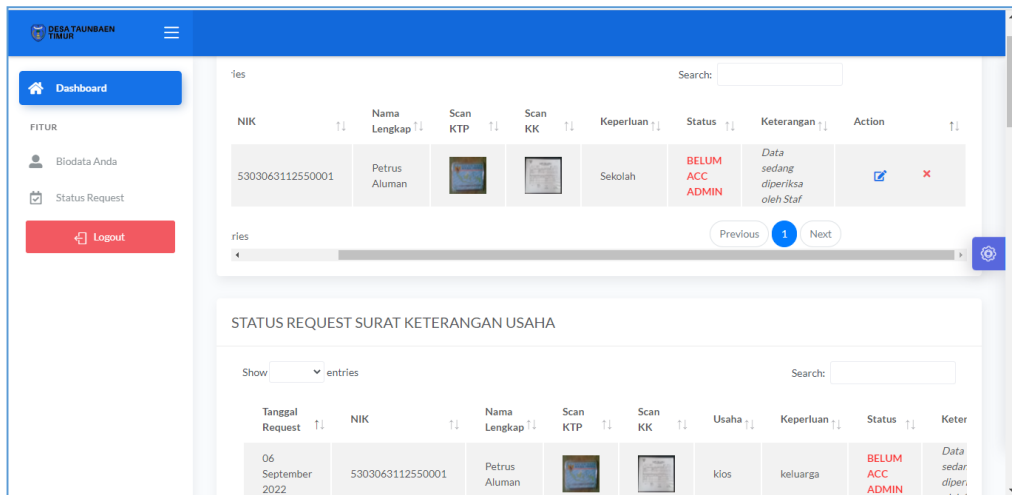 DESA TAUNBAEN
TIMUR
Dashboard
FITUR
Biodata Anda
Status Request
Logout
ries
Search:
NIK
Nama Lengkap
Scan KTP
Scan KK
Keperluan
Status
Keterangan
Action
5303063112550001
Petrus Aluman
Sekolah
BELUM ACC ADMIN
Data sedang diperiksa oleh Staf
ries
Previous
1
Next
STATUS REQUEST SURAT KETERANGAN USAHA
Show entries
Search:
Tanggal Request
NIK
Nama Lengkap
Scan KTP
Scan KK
Usaha
Keperluan
Status
Keter
06 September 2022
5303063112550001
Petrus Aluman
kios
keluarga
BELUM ACC ADMIN
Data sedan diperi